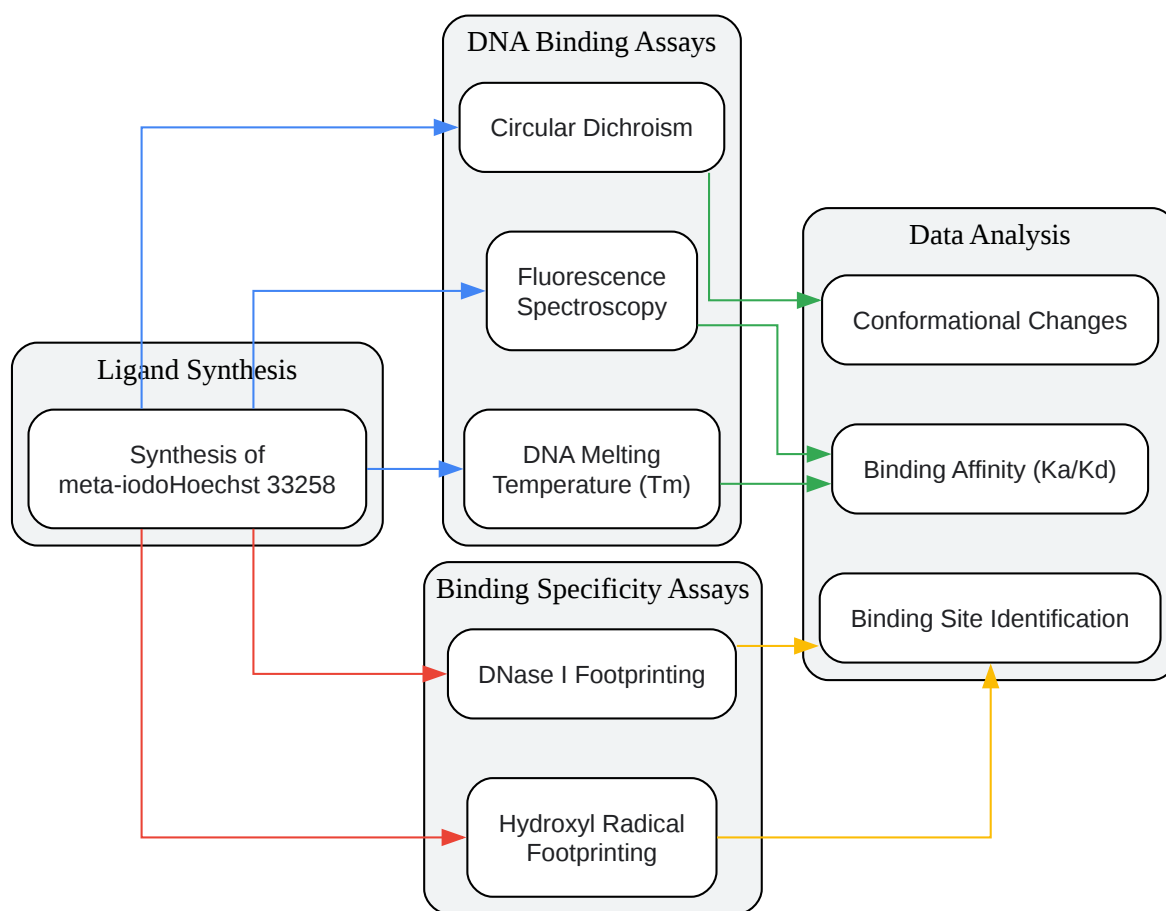 DNA Binding Assays
Circular Dichroism
Fluorescence
Spectroscopy
DNA Melting
Temperature (Tm)
Ligand Synthesis
Synthesis of
meta-iodoHoechst 33258
Binding Specificity Assays
DNase I Footprinting
Hydroxyl Radical
Footprinting
Data Analysis
Conformational Changes
Binding Affinity (Ka/Kd)
Binding Site Identification